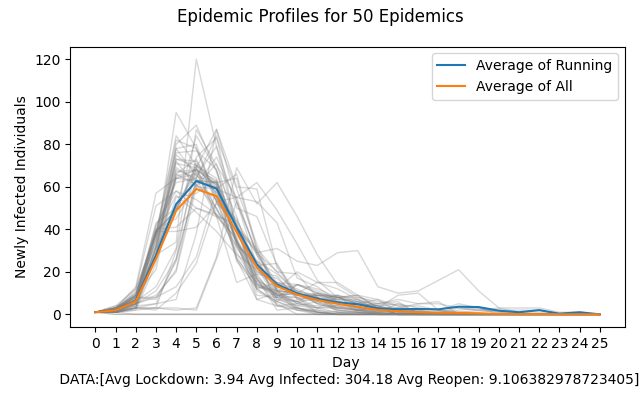 Epidemic Profiles for 50 Epidemics
Newly Infected Individuals
120
100
80
60
40
20
0
Average of Running
Average of All
0 1 2 3 4 5 6 7 8 9 10 11 12 13 14 15 16 17 18 19 20 21 22 23 24 25
Day
DATA:[Avg Lockdown: 3.94 Avg Infected: 304.18 Avg Reopen: 9.106382978723405]